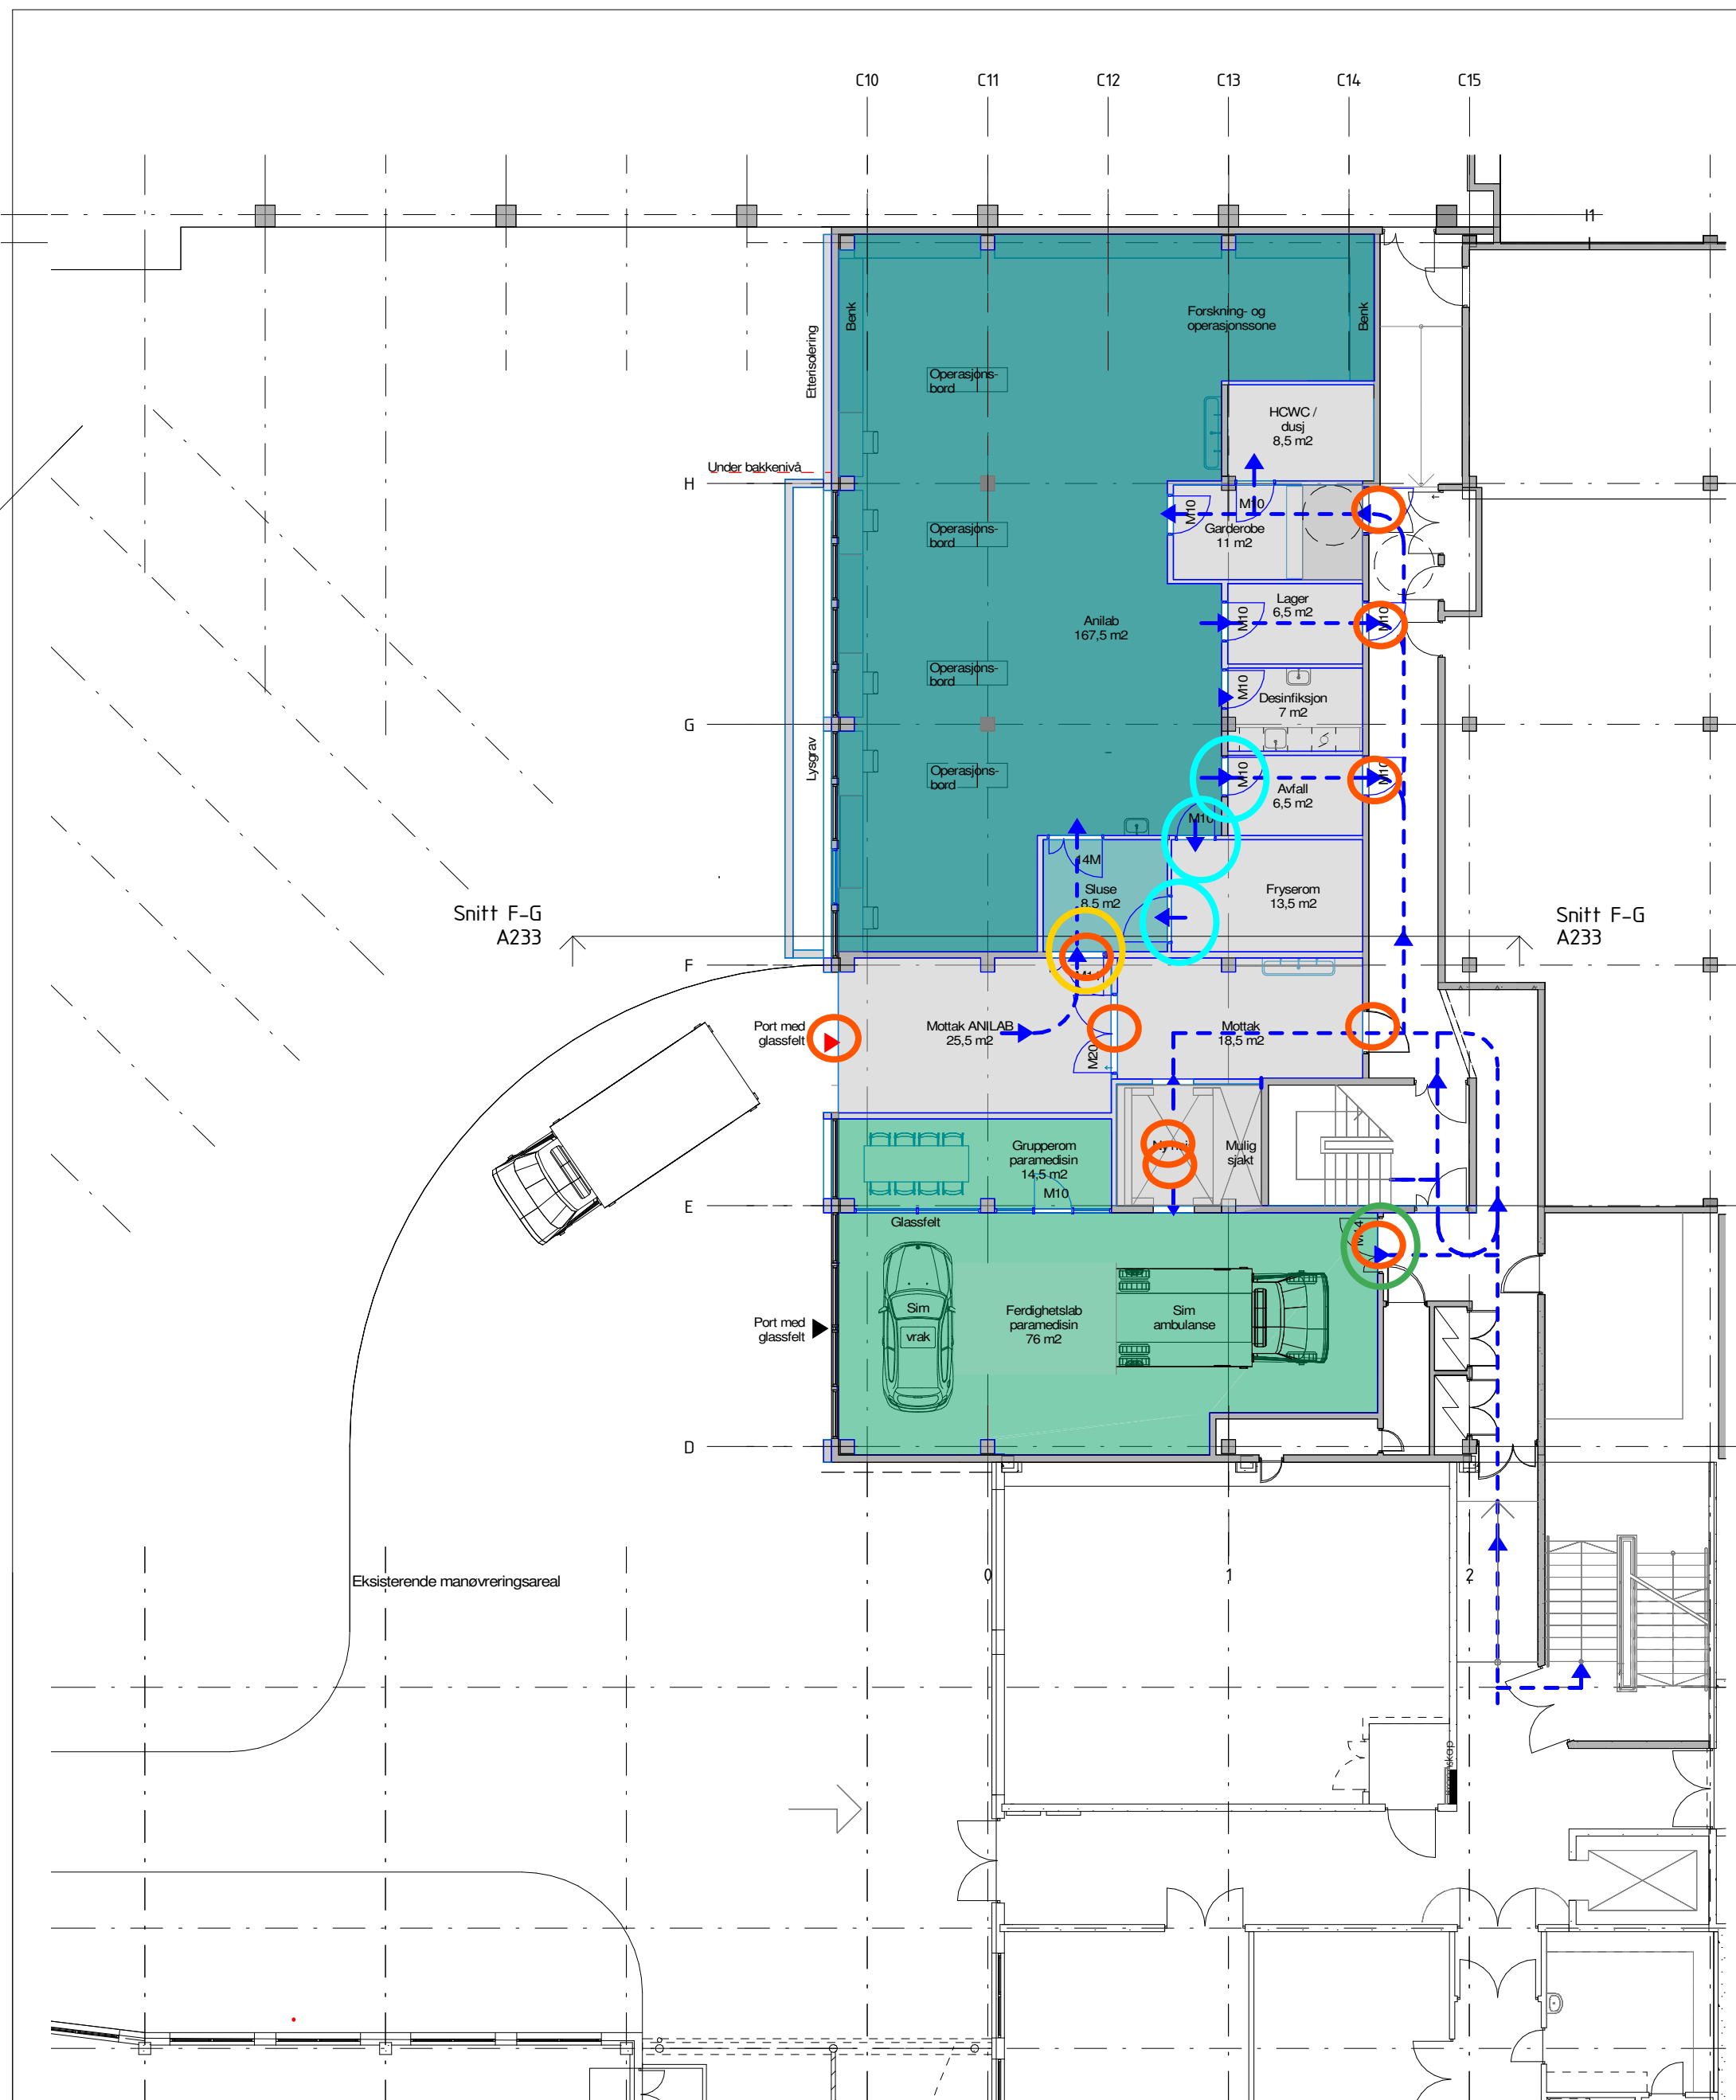 C10 C11 C12 C13 C14 C15
I1
Benk
Forskning- og
operasjonssone
Benk
Etterisolering
Operasjons-
bord
HCWC /
dusj
8,5 m2
Under bakkenivå
H
M10
M10
Garderobe
11 m2
Operasjons-
bord
Lager
6,5 m2
M10
M10
Anilab
167,5 m2
Operasjons-
bord
M10
Desinfiksjon
7 m2
G
Lysgrav
Operasjons-
bord
M10
M10
Avfall
6,5 m2
M10
14M
Sluse
8,5 m2
Fryserom
13,5 m2
Snitt F-G
A233
Snitt F-G
A233
F
Port med
glassfelt
Mottak ANILAB
25,5 m2
Mottak
18,5 m2
M20
Grupperom
paramedisin
14,5 m2
M10
Mulig
sjakt
E
Glassfelt
Port med
glassfelt
Sim
vrak
Ferdighetslab
paramedisin
76 m2
Sim
ambulanse
D
Eksisterende manøvreringsareal
0 1 2